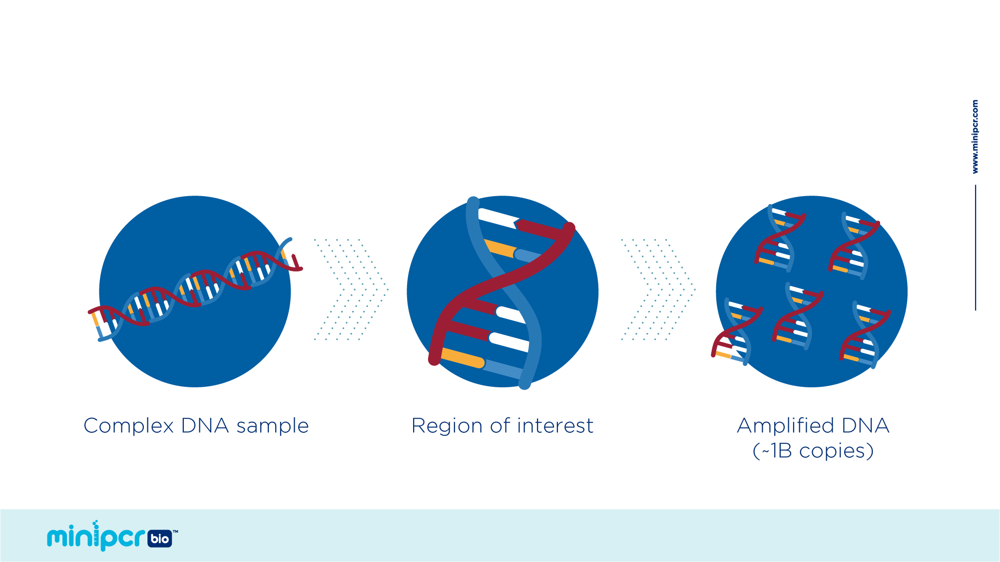 www.minipcr.com
Complex DNA sample
Region of interest
Amplified DNA
(~1B copies)
minipcr bio™